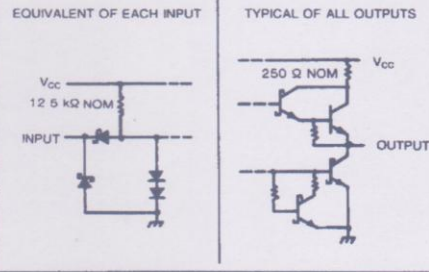 EQUIVALENT OF EACH INPUT
VCC
12 5 kΩ NOM
INPUT
TYPICAL OF ALL OUTPUTS
VCC
250 Ω NOM
OUTPUT